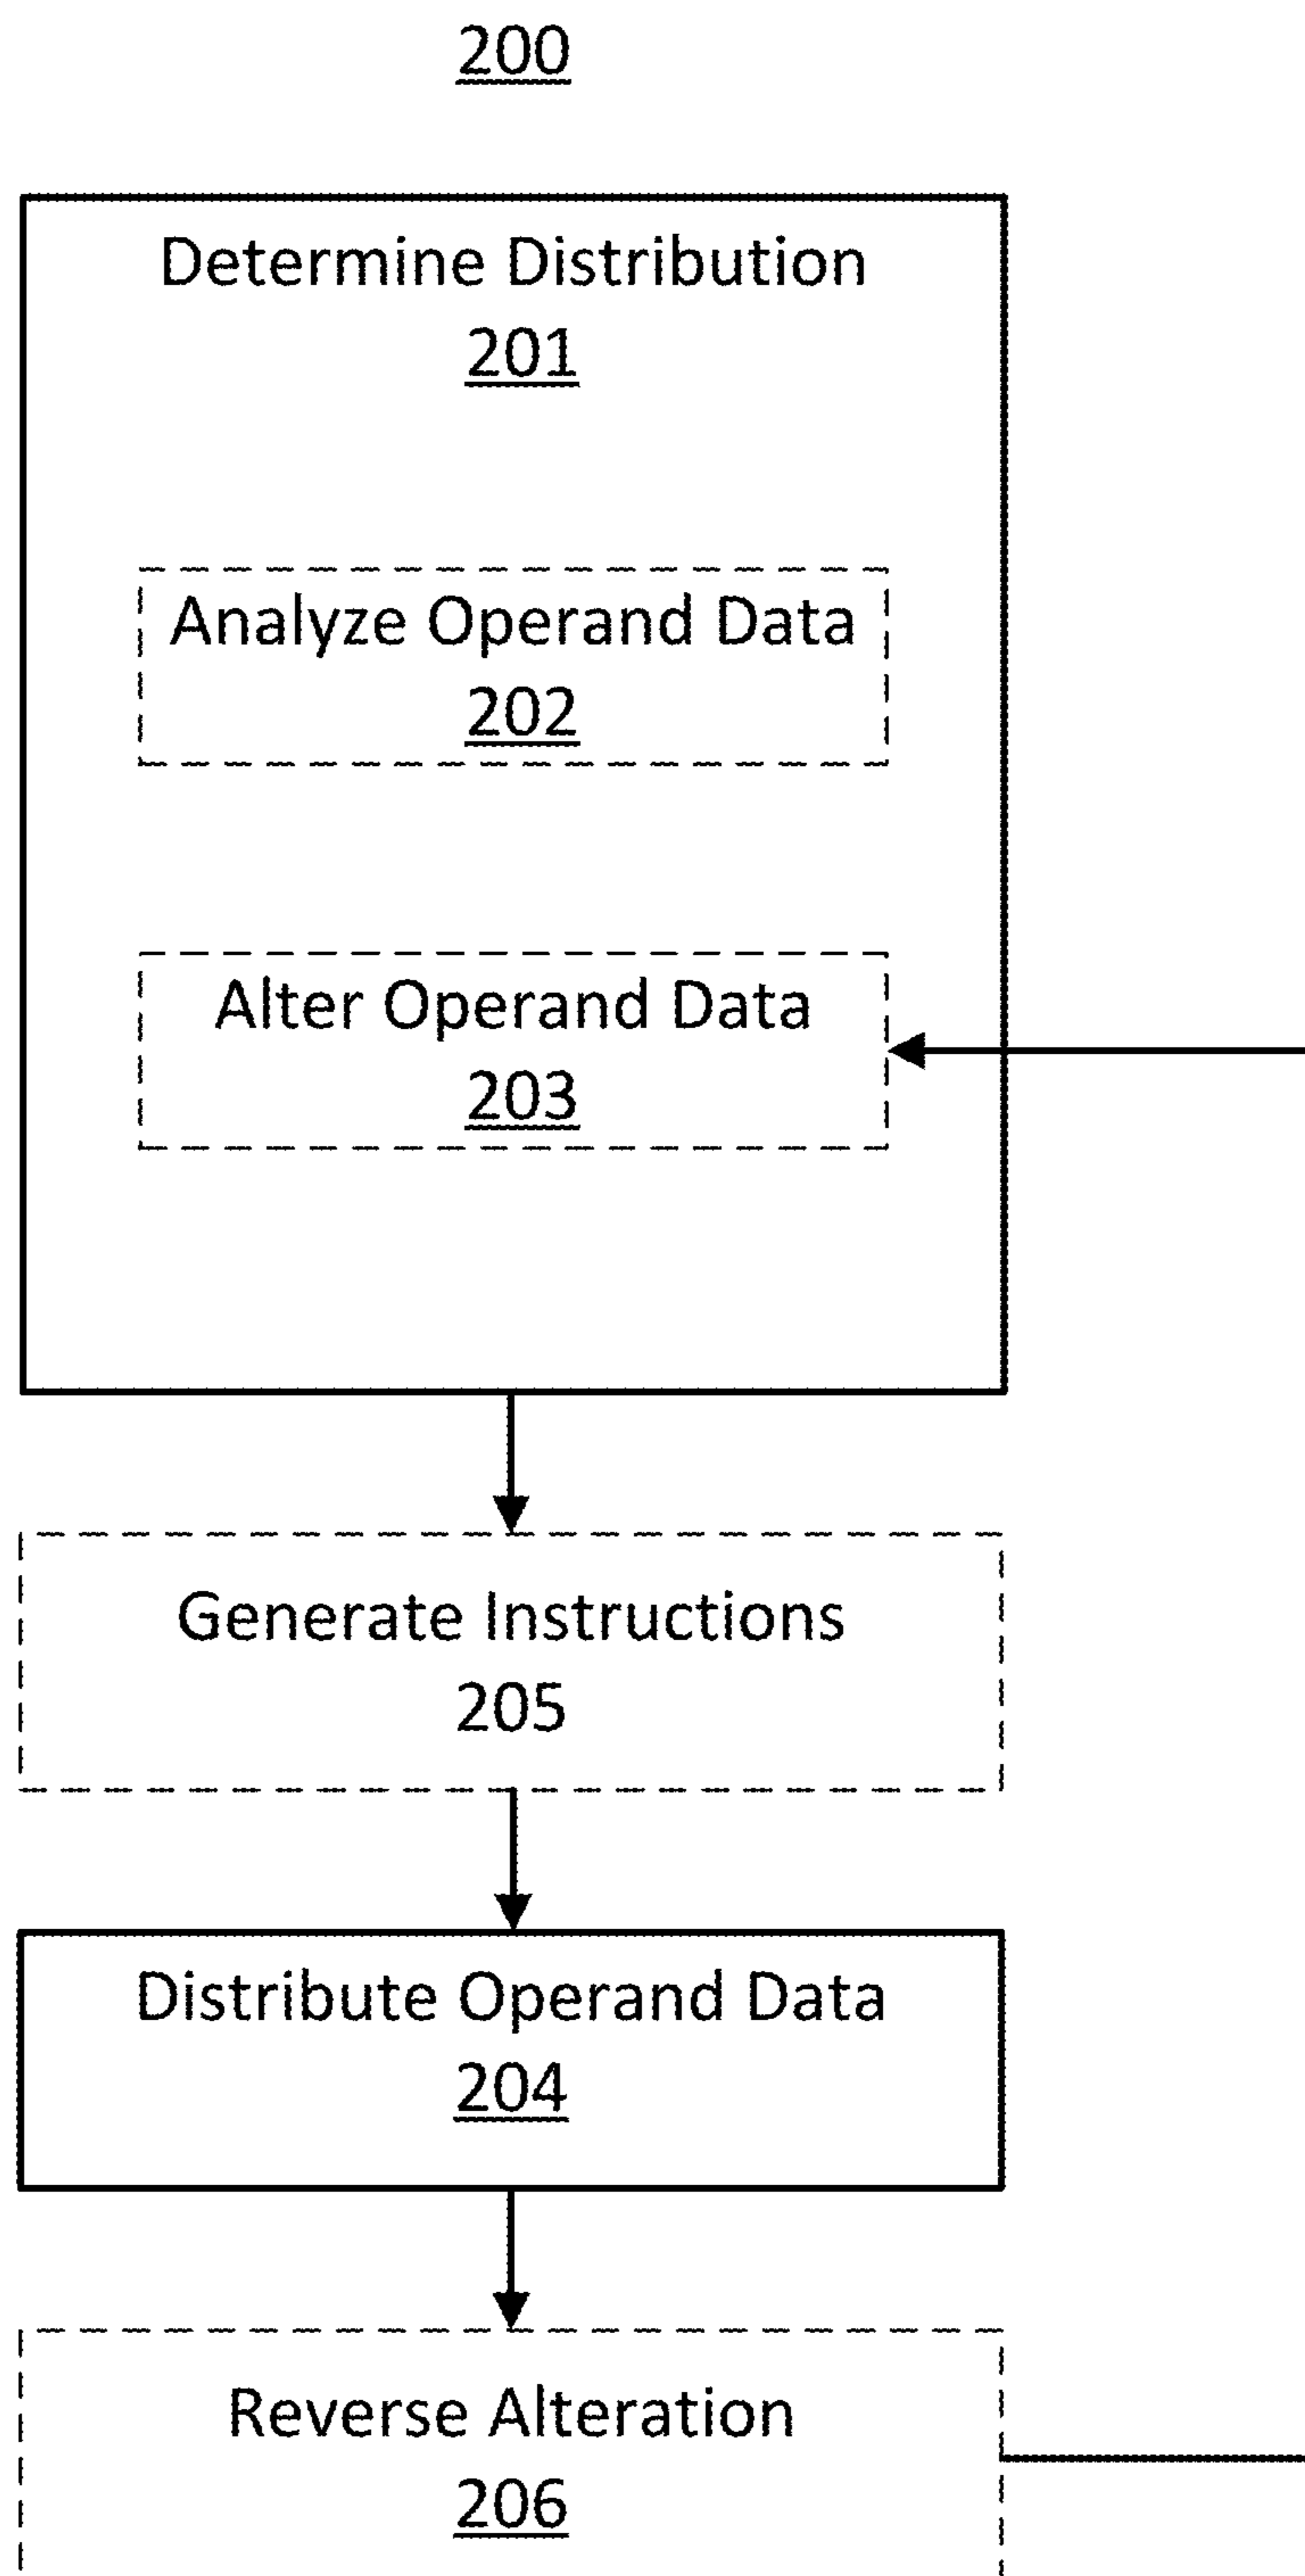 200
Determine Distribution
201
Analyze Operand Data
202
Alter Operand Data
203
Generate Instructions
205
Distribute Operand Data
204
Reverse Alteration
206